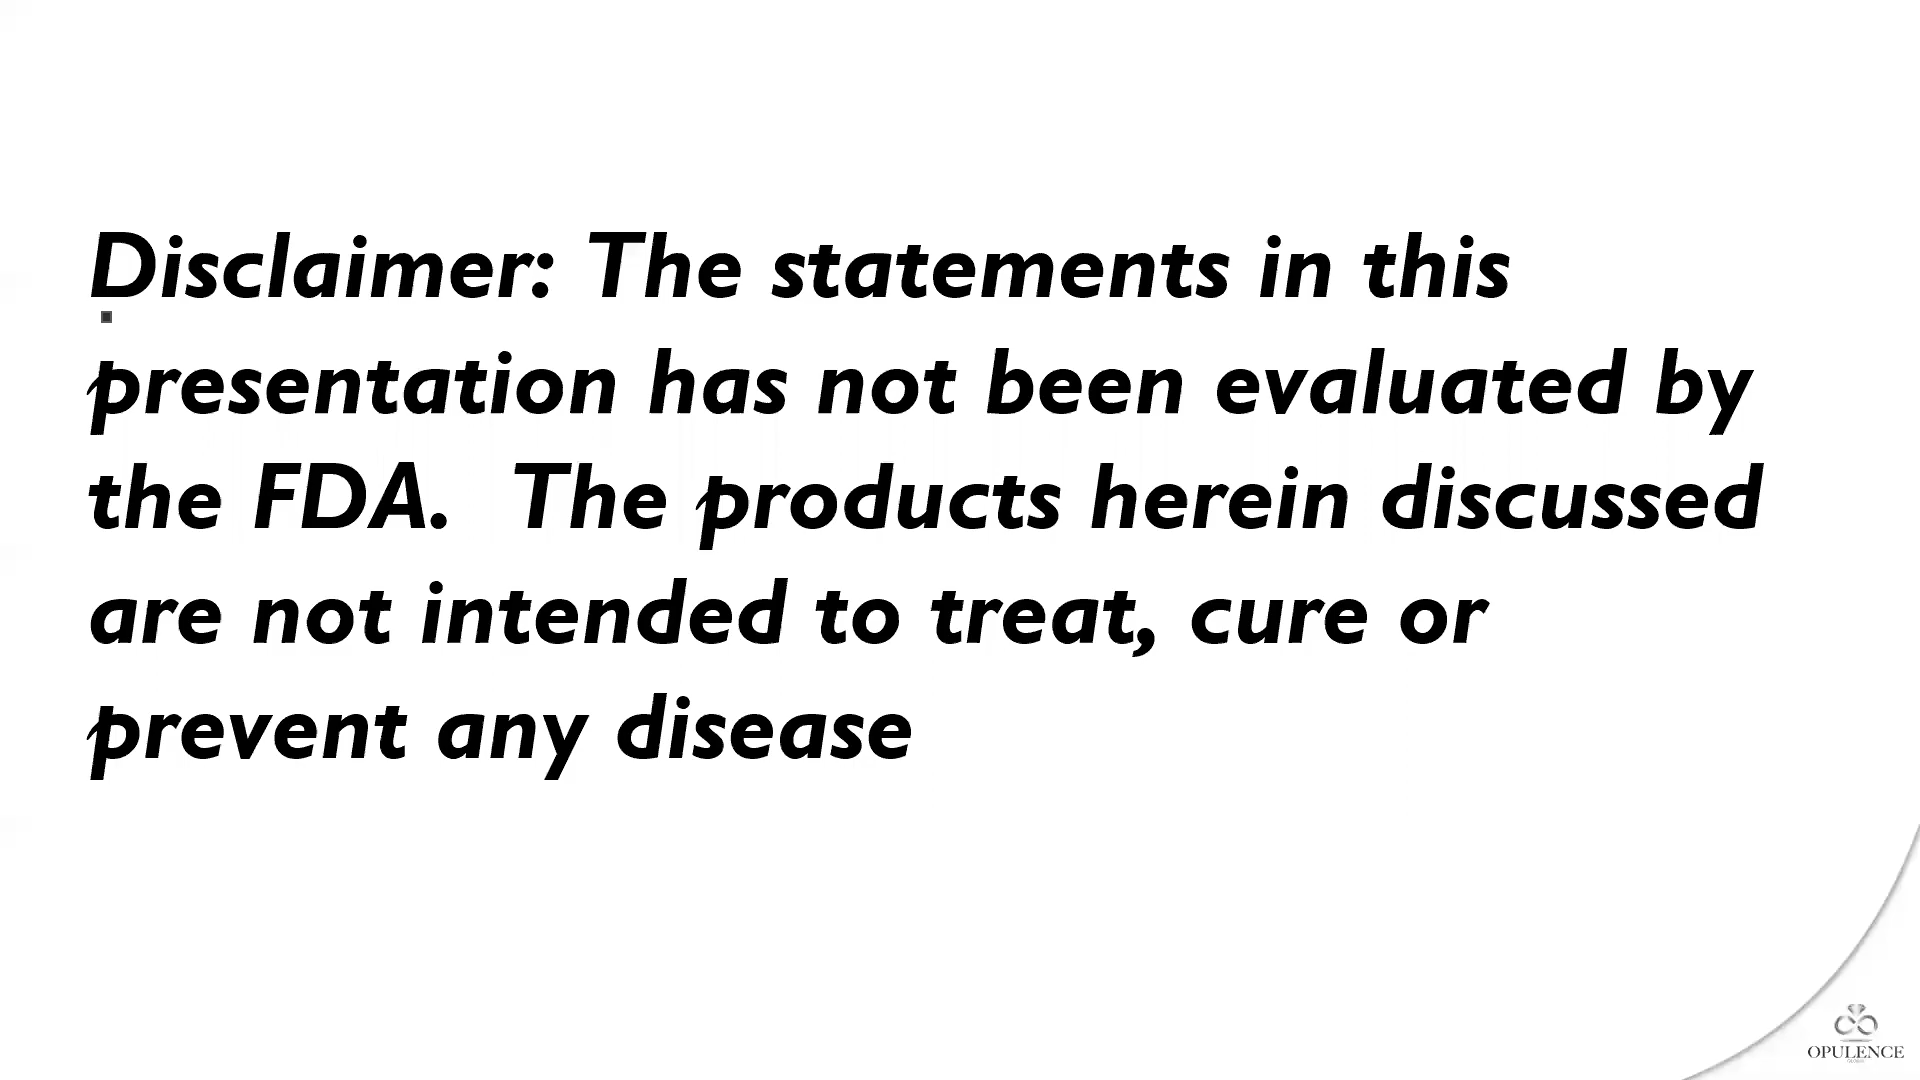 Disclaimer: The statements in this
presentation has not been evaluated by
the FDA.  The products herein discussed
are not intended to treat, cure or
prevent any disease
OPULENCE